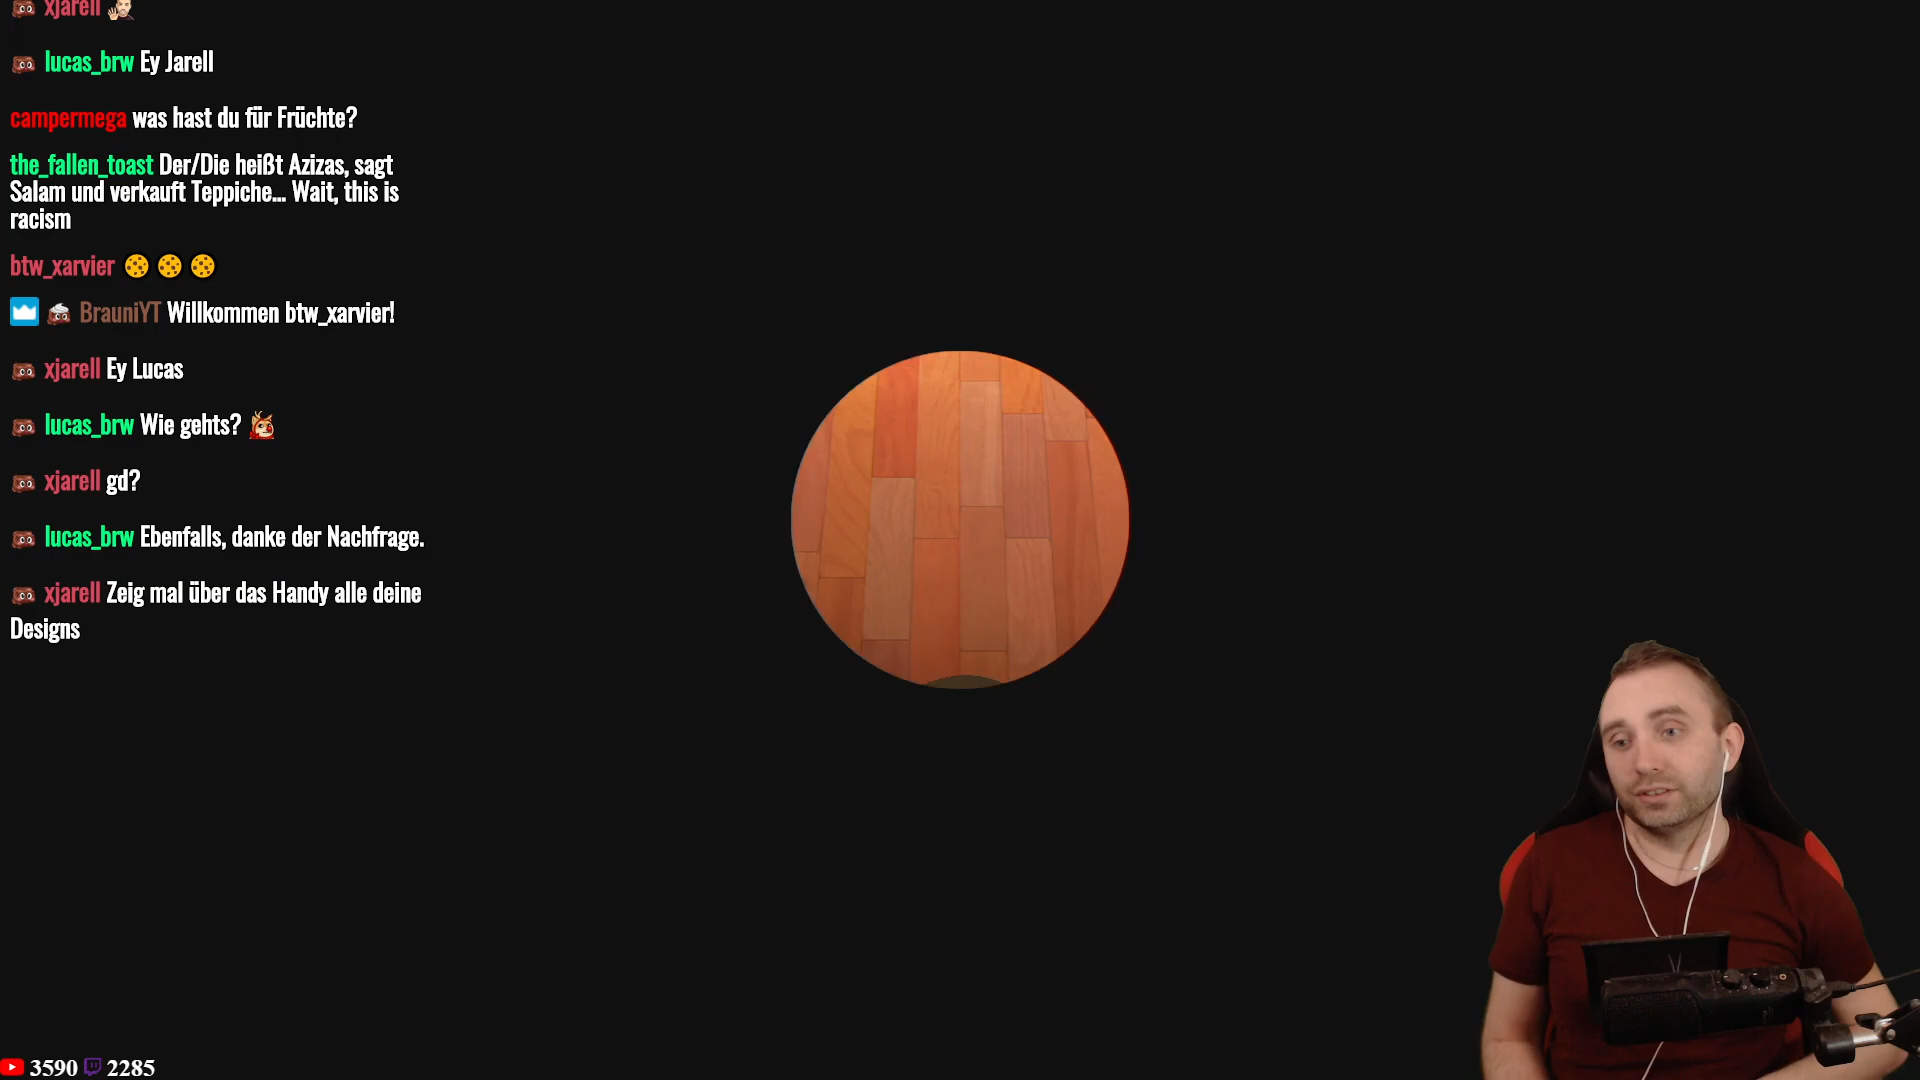 xjarell
lucas_brw Ey Jarell
campermega was hast du für Früchte?
the_fallen_toast Der/Die heißt Azizas, sagt
Salam und verkauft Teppiche... Wait, this is
racism
btw_xarvier
BrauniYT Willkommen btw_xarvier!
xjarell Ey Lucas
lucas_brw Wie gehts?
xjarell gd?
lucas_brw Ebenfalls, danke der Nachfrage.
xjarell Zeig mal über das Handy alle deine
Designs
3590 2285